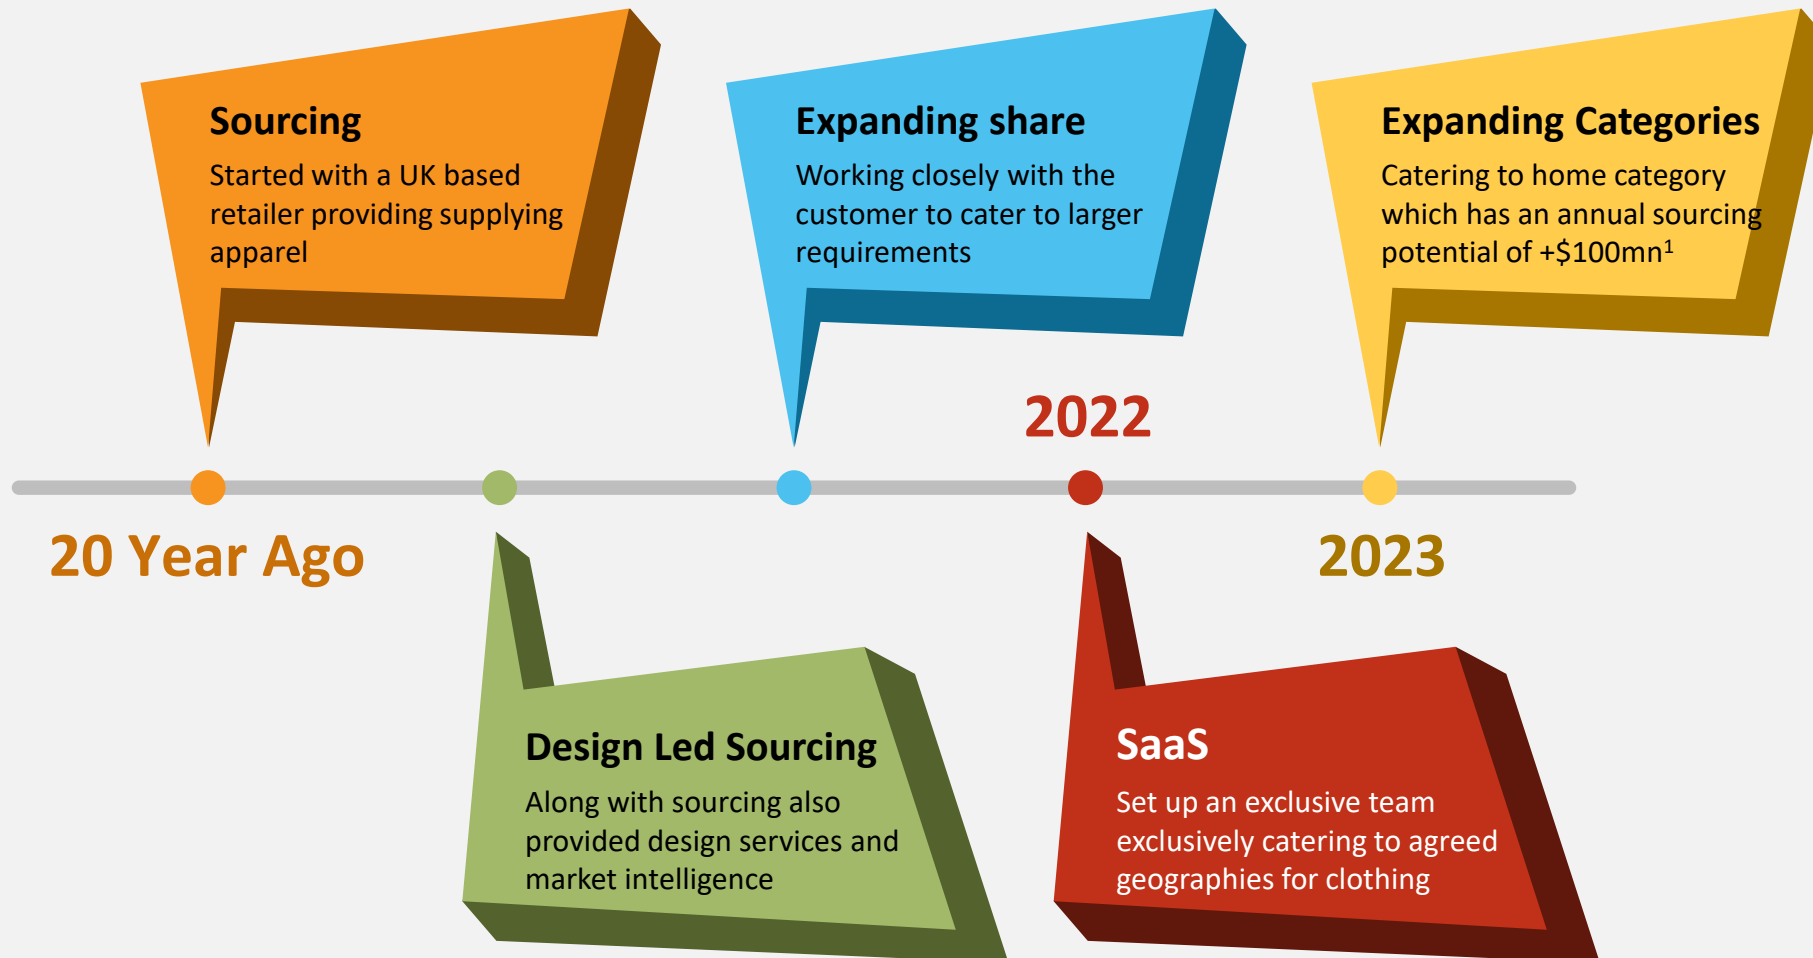 Sourcing
Started with a UK based
retailer providing supplying
apparel
Expanding share
Working closely with the
customer to cater to larger
requirements
Expanding Categories
Catering to home category
which has an annual sourcing
potential of +$100mn¹
2022
20 Year Ago
2023
Design Led Sourcing
Along with sourcing also
provided design services and
market intelligence
SaaS
Set up an exclusive team
exclusively catering to agreed
geographies for clothing